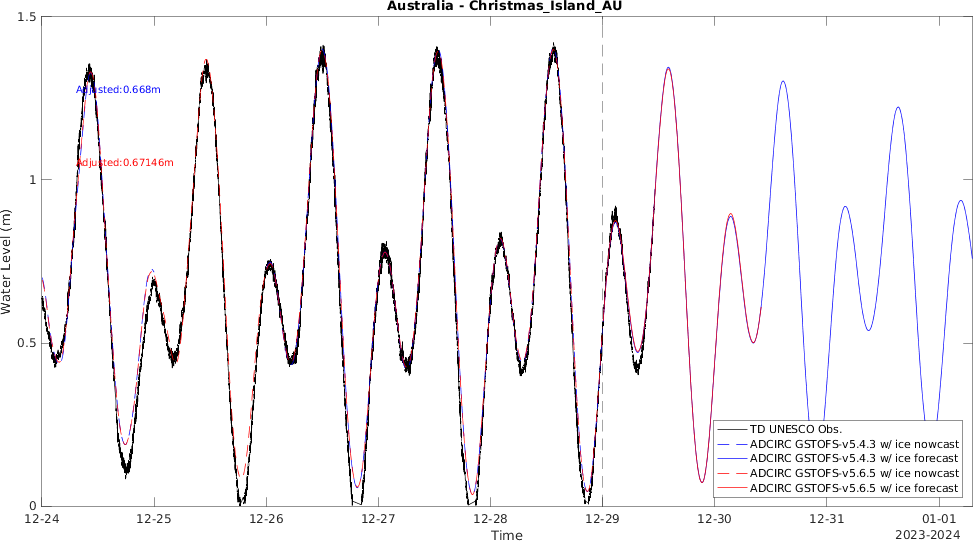 Australia - Christmas_Island_AU
1.5
Adjusted:0.668m
Adjusted:0.67146m
1
Water Level (m)
0.5
TD UNESCO Obs.
ADCIRC GSTOFS-v5.4.3 w/ ice nowcast
ADCIRC GSTOFS-v5.4.3 w/ ice forecast
ADCIRC GSTOFS-v5.6.5 w/ ice nowcast
ADCIRC GSTOFS-v5.6.5 w/ ice forecast
0
12-24 12-25 12-26 12-27 12-28 12-29 12-30 12-31 01-01
Time
2023-2024